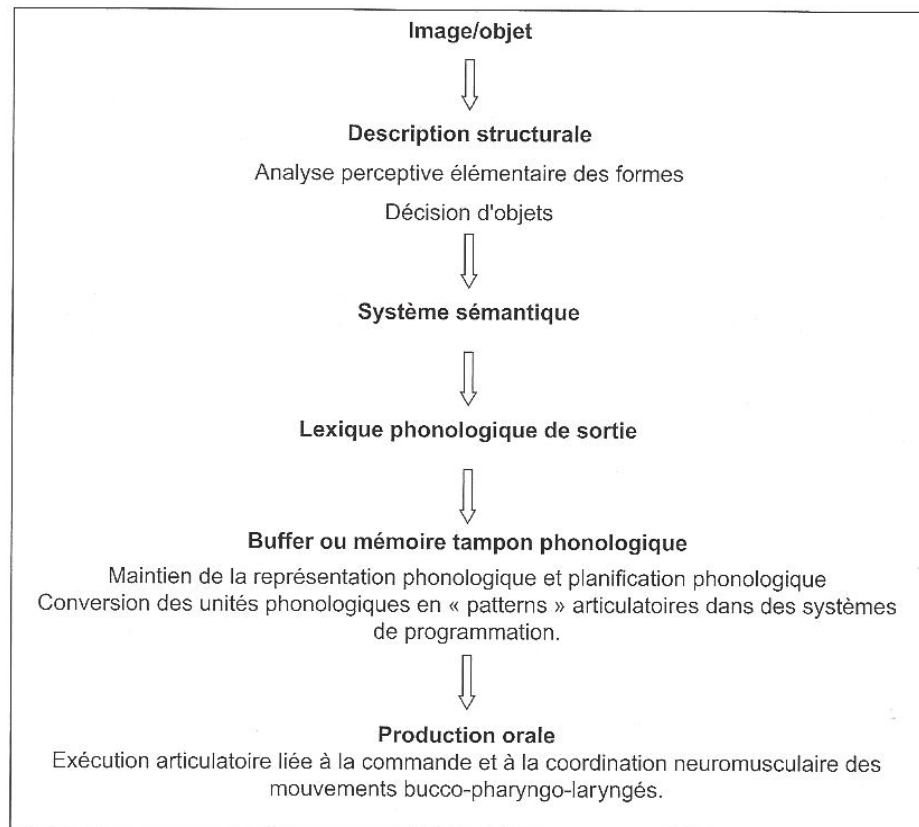 Image/objet
Description structurale
Analyse perceptive élémentaire des formes
Décision d'objets
Système sémantique
Lexique phonologique de sortie
Buffer ou mémoire tampon phonologique
Maintien de la représentation phonologique et planification phonologique
Conversion des unités phonologiques en « patterns » articulatoires dans des systèmes
de programmation.
Production orale
Exécution articulatoire liée à la commande et à la coordination neuromusculaire des
mouvements bucco-pharyngo-laryngés.